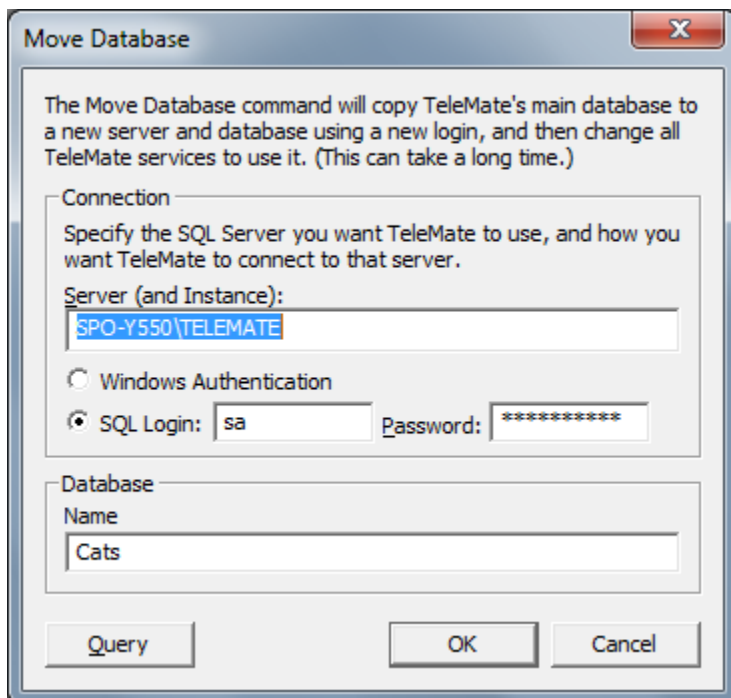 Move Database
The Move Database command will copy TeleMate's main database to
a new server and database using a new login, and then change all
TeleMate services to use it. (This can take a long time.)
Connection
Specify the SQL Server you want TeleMate to use, and how you
want TeleMate to connect to that server.
Server (and Instance):
SPO-Y550\TELEMATE
Windows Authentication
SQL Login: sa Password: **********
Database
Name
Cats
Query OK Cancel